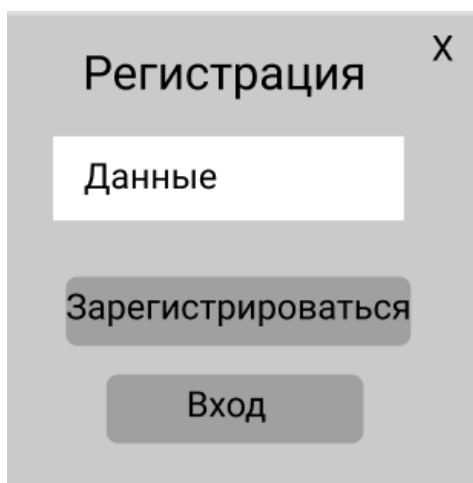 Регистрация
X
Данные
Зарегистрироваться
Вход